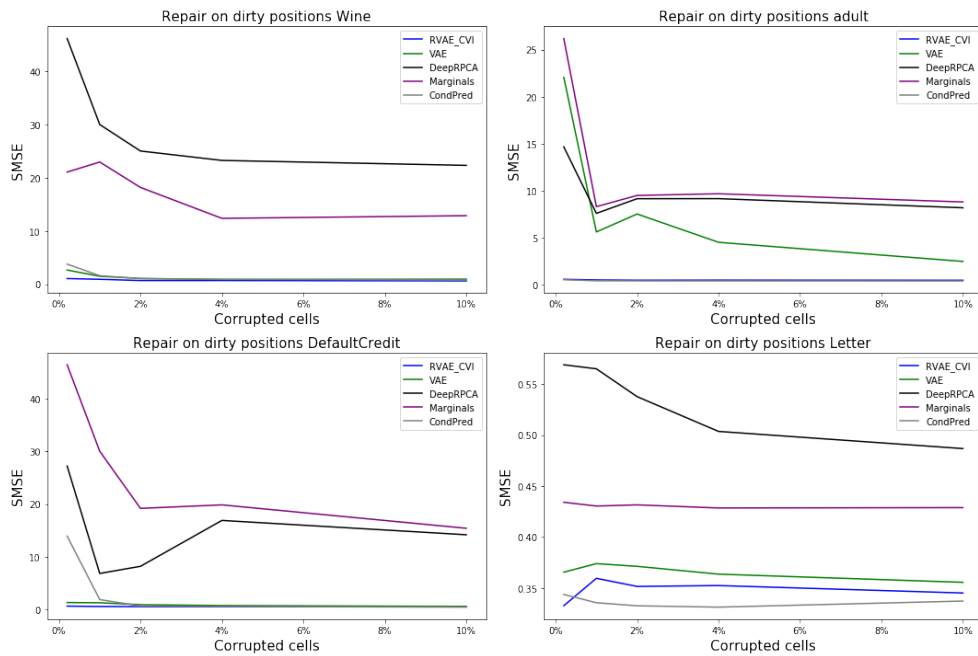 Repair on dirty positions Wine
RVAE_CVI
VAE
DeepRPCA
Marginals
CondPred
40
30
20
10
0
SMSE
0% 2% 4% 6% 8% 10%
Corrupted cells
Repair on dirty positions adult
RVAE_CVI
VAE
DeepRPCA
Marginals
CondPred
25
20
15
10
5
0
SMSE
0% 2% 4% 6% 8% 10%
Corrupted cells
Repair on dirty positions DefaultCredit
RVAE_CVI
VAE
DeepRPCA
Marginals
CondPred
40
30
20
10
0
SMSE
0% 2% 4% 6% 8% 10%
Corrupted cells
Repair on dirty positions Letter
RVAE_CVI
VAE
DeepRPCA
Marginals
CondPred
0.55
0.50
0.45
0.40
0.35
SMSE
0% 2% 4% 6% 8% 10%
Corrupted cells